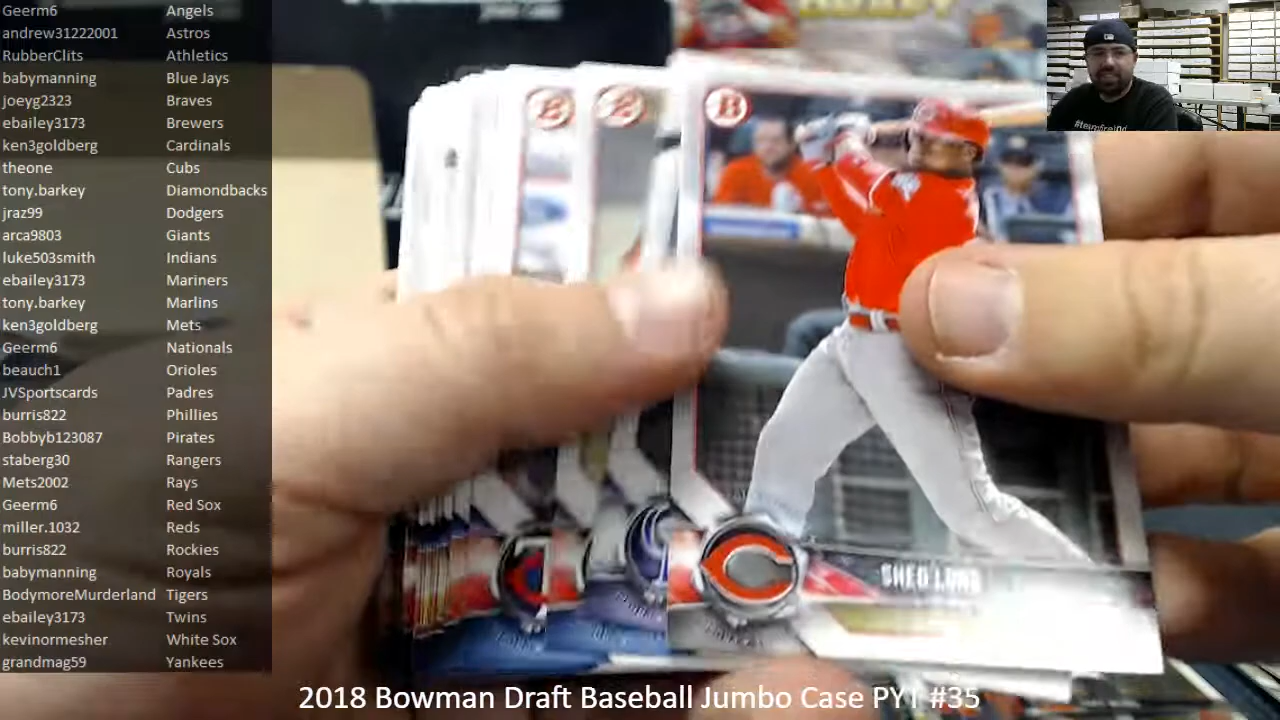 Geerm6 Angels
andrew31222001 Astros
RubberClits Athletics
babymanning Blue Jays
joeyg2323 Braves
ebailey3173 Brewers
ken3goldberg Cardinals
theone Cubs
tony.barkey Diamondbacks
jraz99 Dodgers
arca9803 Giants
luke503smith Indians
ebailey3173 Mariners
tony.barkey Marlins
ken3goldberg Mets
Geerm6 Nationals
beauch1 Orioles
JVSportscards Padres
burris822 Phillies
Bobbyb123087 Pirates
staberg30 Rangers
Mets2002 Rays
Geerm6 Red Sox
miller.1032 Reds
burris822 Rockies
babymanning Royals
BodymoreMurderland Tigers
ebailey3173 Twins
kevinormesher White Sox
grandmag59 Yankees
B
B
B
C
SHED LONG
2018 Bowman Draft Baseball Jumbo Case PYT #35